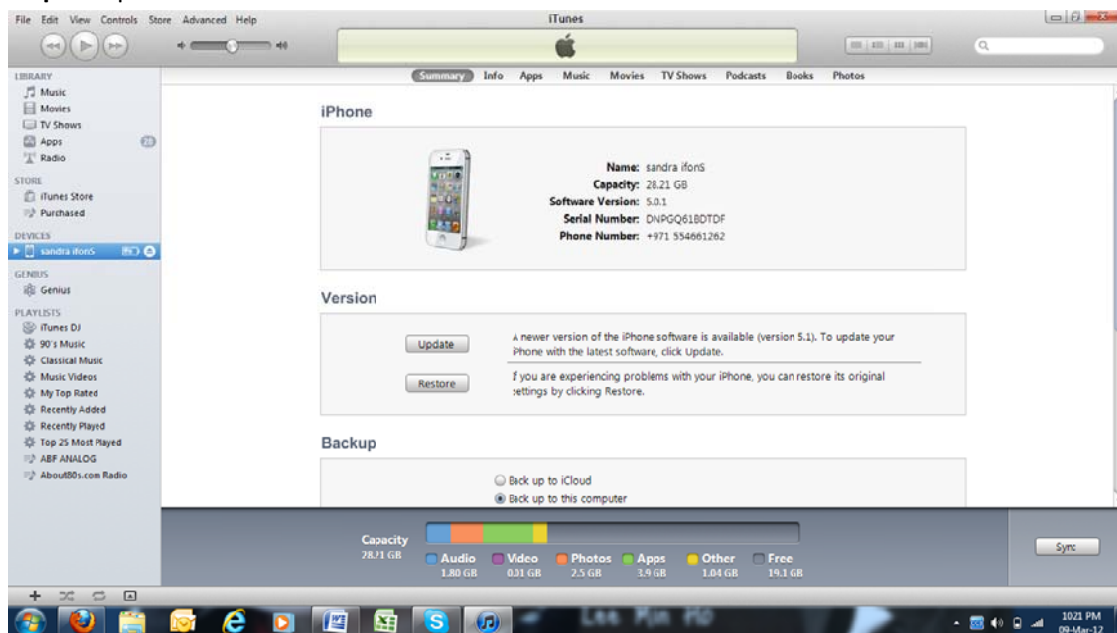 File Edit View Controls Store Advanced Help
iTunes
LIBRARY
Music
Movies
TV Shows
Apps
Radio
STORE
iTunes Store
Purchased
DEVICES
sandra ifonS
GENIUS
Genius
PLAYLISTS
iTunes DJ
90's Music
Classical Music
Music Videos
My Top Rated
Recently Added
Recently Played
Top 25 Most Played
ABF ANALOG
About80s.com Radio
Summary Info Apps Music Movies TV Shows Podcasts Books Photos
iPhone
Name: sandra ifonS
Capacity: 28.21 GB
Software Version: 5.0.1
Serial Number:
Phone Number: +971 554661262
Version
Update
A newer version of the iPhone software is available (version 5.1). To update your
iPhone with the latest software, click Update.
Restore
f you are experiencing problems with your iPhone, you can restore its original
settings by clicking Restore.
Backup
Back up to iCloud
Back up to this computer
Capacity
28.21 GB
Audio
1.80 GB
Video
0.31 GB
Photos
2.5 GB
Apps
3.9 GB
Other
1.04 GB
Free
19.1 GB
Sync
Lee Min Ho
10:21 PM
09-Mar-12